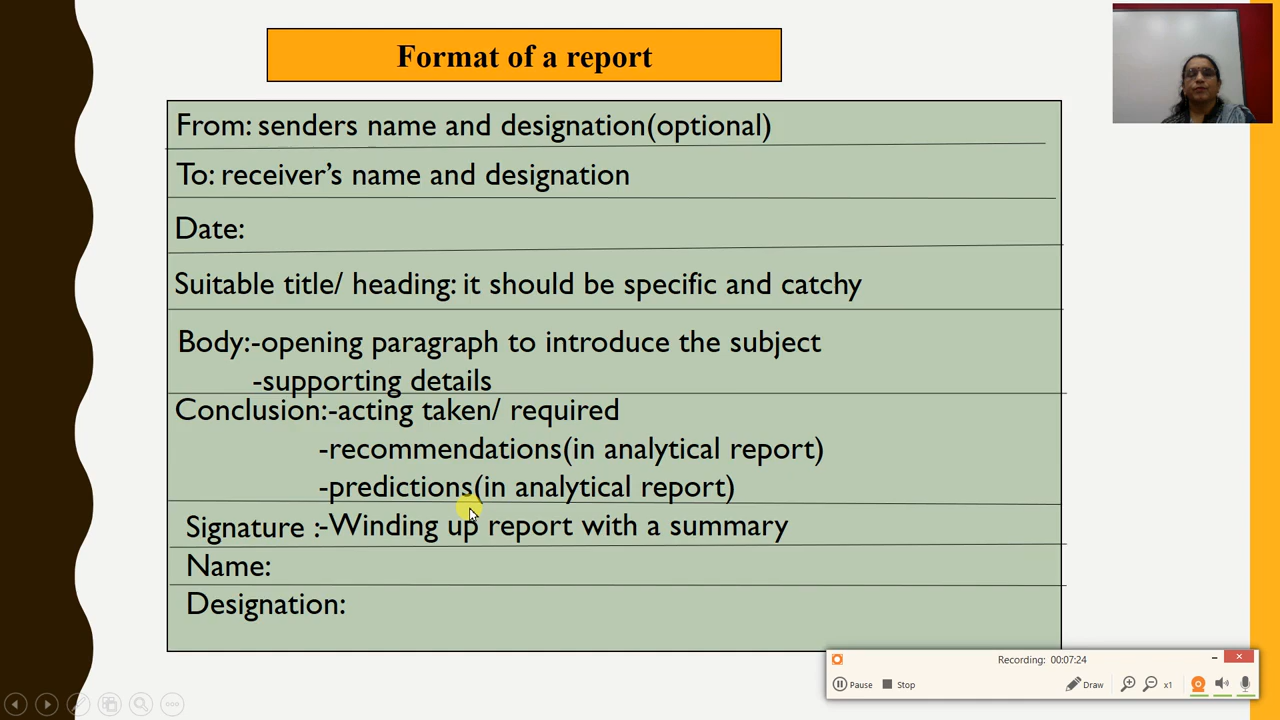 Format of a report
From: senders name and designation(optional)
To: receiver’s name and designation
Date:
Suitable title/ heading: it should be specific and catchy
Body:-opening paragraph to introduce the subject
-supporting details
Conclusion:-acting taken/ required
-recommendations(in analytical report)
-predictions(in analytical report)
Signature :-Winding up report with a summary
Name:
Designation:
Recording: 00:07:24
Pause Stop Draw x1